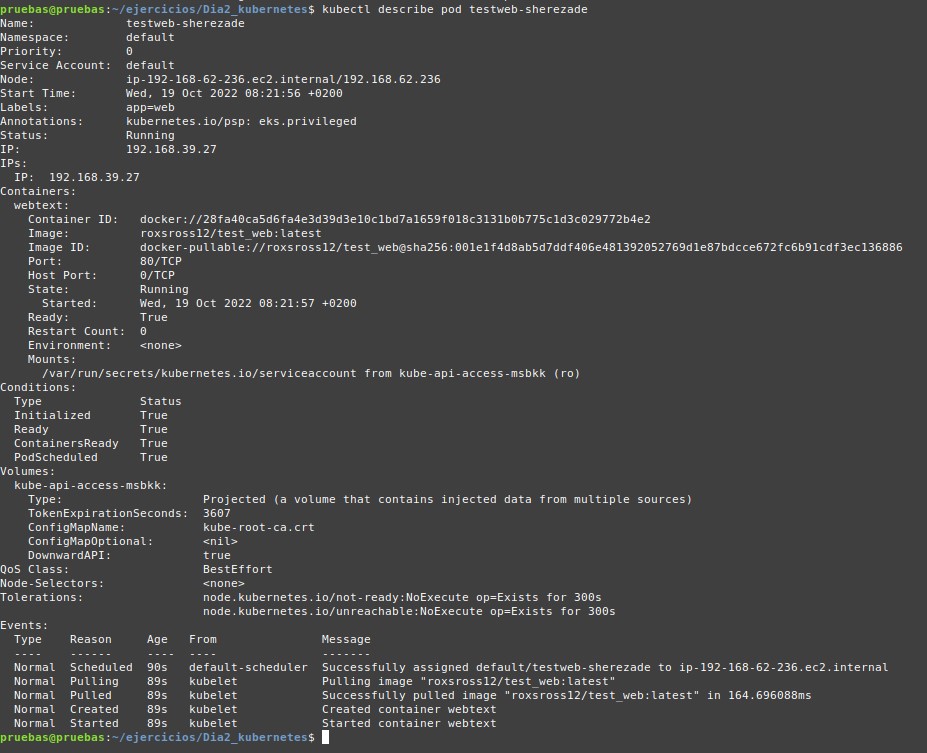 pruebas@pruebas:~/ejercicios/Dia2_kubernetes$ kubectl describe pod testweb-sherezade
Name:             testweb-sherezade
Namespace:        default
Priority:         0
Service Account:  default
Node:             ip-192-168-62-236.ec2.internal/192.168.62.236
Start Time:       Wed, 19 Oct 2022 08:21:56 +0200
Labels:           app=web
Annotations:      kubernetes.io/psp: eks.privileged
Status:           Running
IP:               192.168.39.27
IPs:
  IP:  192.168.39.27
Containers:
  webtext:
    Container ID:   docker://28fa40ca5d6fa4e3d39d3e10c1bd7a1659f018c3131b0b775c1d3c029772b4e2
    Image:          roxsross12/test_web:latest
    Image ID:       docker-pullable://roxsross12/test_web@sha256:001e1f4d8ab5d7ddf406e481392052769d1e87bdcce672fc6b91cdf3ec136886
    Port:           80/TCP
    Host Port:      0/TCP
    State:          Running
      Started:      Wed, 19 Oct 2022 08:21:57 +0200
    Ready:          True
    Restart Count:  0
    Environment:    <none>
    Mounts:
      /var/run/secrets/kubernetes.io/serviceaccount from kube-api-access-msbkk (ro)
Conditions:
  Type              Status
  Initialized       True
  Ready             True
  ContainersReady   True
  PodScheduled      True
Volumes:
  kube-api-access-msbkk:
    Type:                    Projected (a volume that contains injected data from multiple sources)
    TokenExpirationSeconds:  3607
    ConfigMapName:           kube-root-ca.crt
    ConfigMapOptional:       <nil>
    DownwardAPI:             true
QoS Class:                   BestEffort
Node-Selectors:              <none>
Tolerations:                 node.kubernetes.io/not-ready:NoExecute op=Exists for 300s
                             node.kubernetes.io/unreachable:NoExecute op=Exists for 300s
Events:
  Type    Reason     Age   From               Message
  ----    ------     ----  ----               -------
  Normal  Scheduled  90s   default-scheduler  Successfully assigned default/testweb-sherezade to ip-192-168-62-236.ec2.internal
  Normal  Pulling    89s   kubelet            Pulling image "roxsross12/test_web:latest"
  Normal  Pulled     89s   kubelet            Successfully pulled image "roxsross12/test_web:latest" in 164.696088ms
  Normal  Created    89s   kubelet            Created container webtext
  Normal  Started    89s   kubelet            Started container webtext
pruebas@pruebas:~/ejercicios/Dia2_kubernetes$